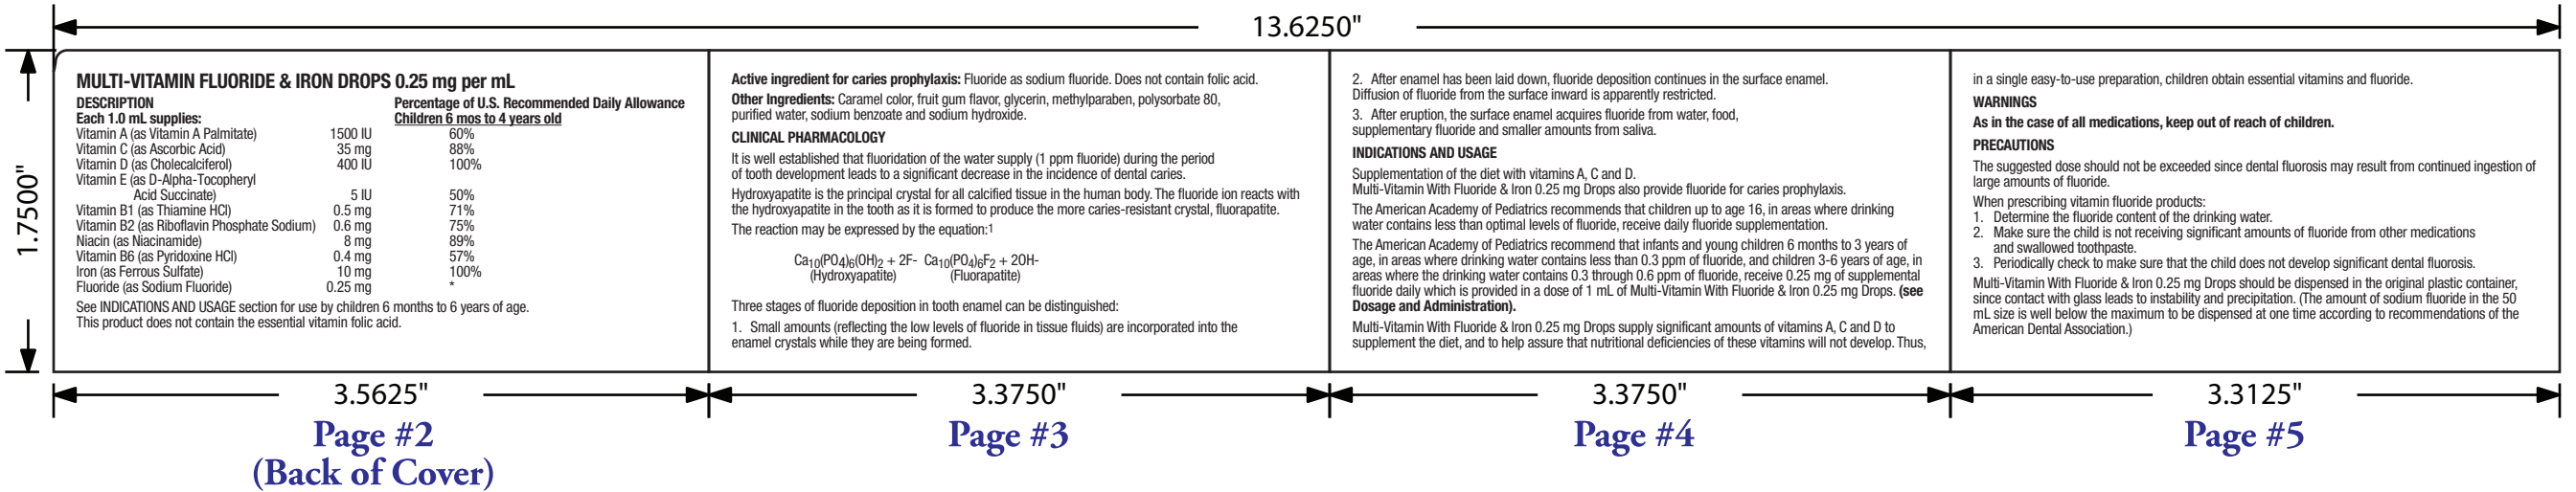 13.6250"
1.7500"
MULTI-VITAMIN FLUORIDE & IRON DROPS 0.25 mg per mL
DESCRIPTION Percentage of U.S. Recommended Daily Allowance
Each 1.0 mL supplies: Children 6 mos to 4 years old
Vitamin A (as Vitamin A Palmitate) 1500 IU 60%
Vitamin C (as Ascorbic Acid) 35 mg 88%
Vitamin D (as Cholecalciferol) 400 IU 100%
Vitamin E (as D-Alpha-Tocopheryl
Acid Succinate) 5 IU 50%
Vitamin B1 (as Thiamine HCl) 0.5 mg 71%
Vitamin B2 (as Riboflavin Phosphate Sodium) 0.6 mg 75%
Niacin (as Niacinamide) 8 mg 89%
Vitamin B6 (as Pyridoxine HCl) 0.4 mg 57%
Iron (as Ferrous Sulfate) 10 mg 100%
Fluoride (as Sodium Fluoride) 0.25 mg *
See INDICATIONS AND USAGE section for use by children 6 months to 6 years of age.
This product does not contain the essential vitamin folic acid.
Active ingredient for caries prophylaxis: Fluoride as sodium fluoride. Does not contain folic acid.
Other Ingredients: Caramel color, fruit gum flavor, glycerin, methylparaben, polysorbate 80,
purified water, sodium benzoate and sodium hydroxide.
CLINICAL PHARMACOLOGY
It is well established that fluoridation of the water supply (1 ppm fluoride) during the period
of tooth development leads to a significant decrease in the incidence of dental caries.
Hydroxyapatite is the principal crystal for all calcified tissue in the human body. The fluoride ion reacts with
the hydroxyapatite in the tooth as it is formed to produce the more caries-resistant crystal, fluorapatite.
The reaction may be expressed by the equation:1
Ca10(PO4)6(OH)2 + 2F- Ca10(PO4)6F2 + 2OH-
(Hydroxyapatite) (Fluorapatite)
Three stages of fluoride deposition in tooth enamel can be distinguished:
1. Small amounts (reflecting the low levels of fluoride in tissue fluids) are incorporated into the
enamel crystals while they are being formed.
2. After enamel has been laid down, fluoride deposition continues in the surface enamel.
Diffusion of fluoride from the surface inward is apparently restricted.
3. After eruption, the surface enamel acquires fluoride from water, food,
supplementary fluoride and smaller amounts from saliva.
INDICATIONS AND USAGE
Supplementation of the diet with vitamins A, C and D.
Multi-Vitamin With Fluoride & Iron 0.25 mg Drops also provide fluoride for caries prophylaxis.
The American Academy of Pediatrics recommends that children up to age 16, in areas where drinking
water contains less than optimal levels of fluoride, receive daily fluoride supplementation.
The American Academy of Pediatrics recommend that infants and young children 6 months to 3 years of
age, in areas where drinking water contains less than 0.3 ppm of fluoride, and children 3-6 years of age, in
areas where the drinking water contains 0.3 through 0.6 ppm of fluoride, receive 0.25 mg of supplemental
fluoride daily which is provided in a dose of 1 mL of Multi-Vitamin With Fluoride & Iron 0.25 mg Drops. (see
Dosage and Administration).
Multi-Vitamin With Fluoride & Iron 0.25 mg Drops supply significant amounts of vitamins A, C and D to
supplement the diet, and to help assure that nutritional deficiencies of these vitamins will not develop. Thus,
in a single easy-to-use preparation, children obtain essential vitamins and fluoride.
WARNINGS
As in the case of all medications, keep out of reach of children.
PRECAUTIONS
The suggested dose should not be exceeded since dental fluorosis may result from continued ingestion of
large amounts of fluoride.
When prescribing vitamin fluoride products:
1. Determine the fluoride content of the drinking water.
2. Make sure the child is not receiving significant amounts of fluoride from other medications
and swallowed toothpaste.
3. Periodically check to make sure that the child does not develop significant dental fluorosis.
Multi-Vitamin With Fluoride & Iron 0.25 mg Drops should be dispensed in the original plastic container,
since contact with glass leads to instability and precipitation. (The amount of sodium fluoride in the 50
mL size is well below the maximum to be dispensed at one time according to recommendations of the
American Dental Association.)
3.5625" 3.3750" 3.3750" 3.3125"
Page #2 Page #3 Page #4 Page #5
(Back of Cover)